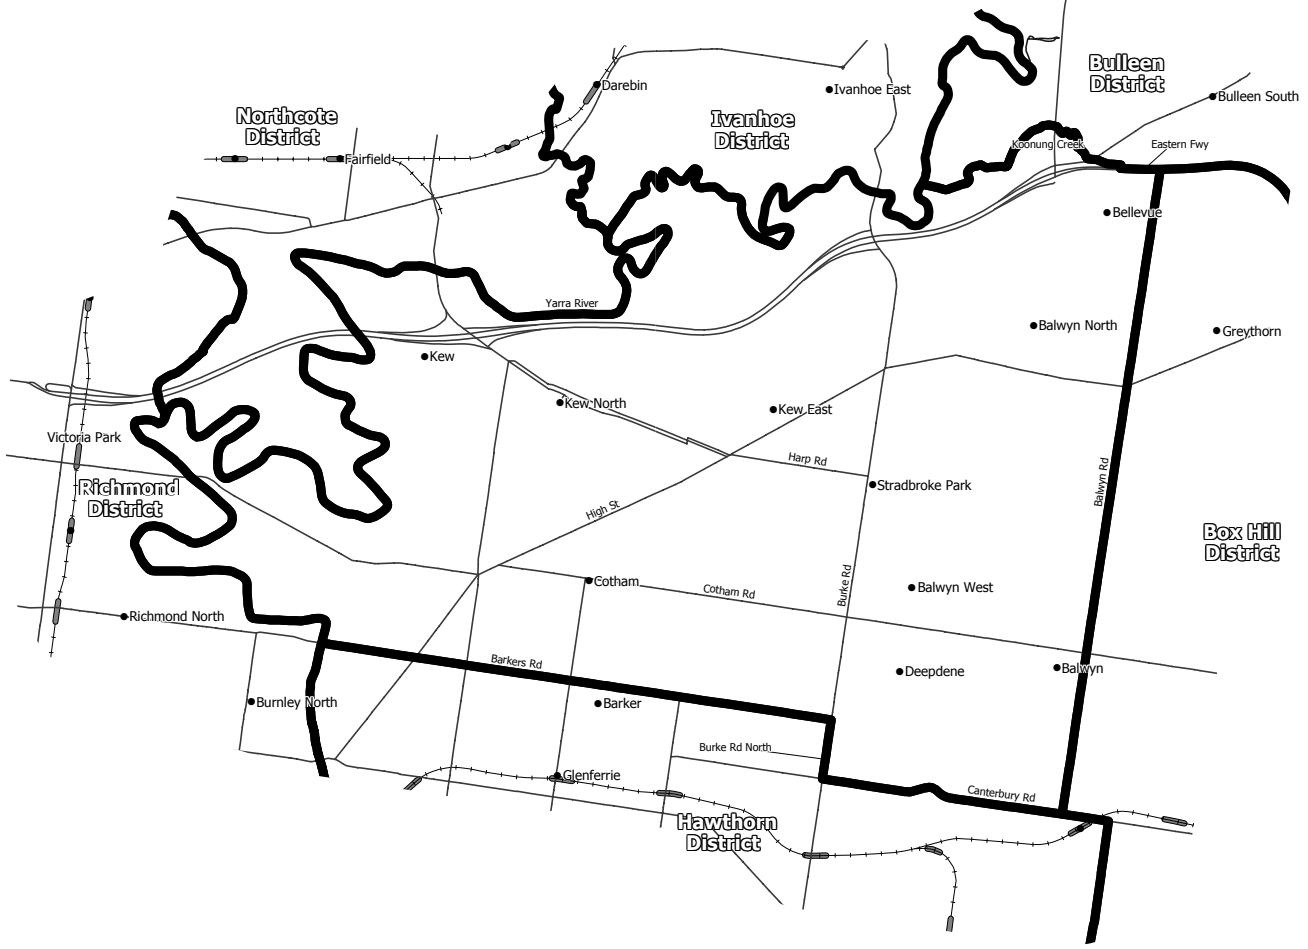 Bulleen
District
Darebin
Ivanhoe East
Bulleen South
Northcote
District
Ivanhoe
District
Koonung Creek
Eastern Fwy
Fairfield
Bellevue
Yarra River
Balwyn North
Greythorn
Kew
Kew North
Kew East
Victoria Park
Harp Rd
Balwyn Rd
Richmond
District
Stradbroke Park
High St
Box Hill
District
Cotham
Cotham Rd
Burke Rd
Balwyn West
Richmond North
Barkers Rd
Deepdene
Balwyn
Burnley North
Barker
Burke Rd North
Glenferrie
Canterbury Rd
Hawthorn
District